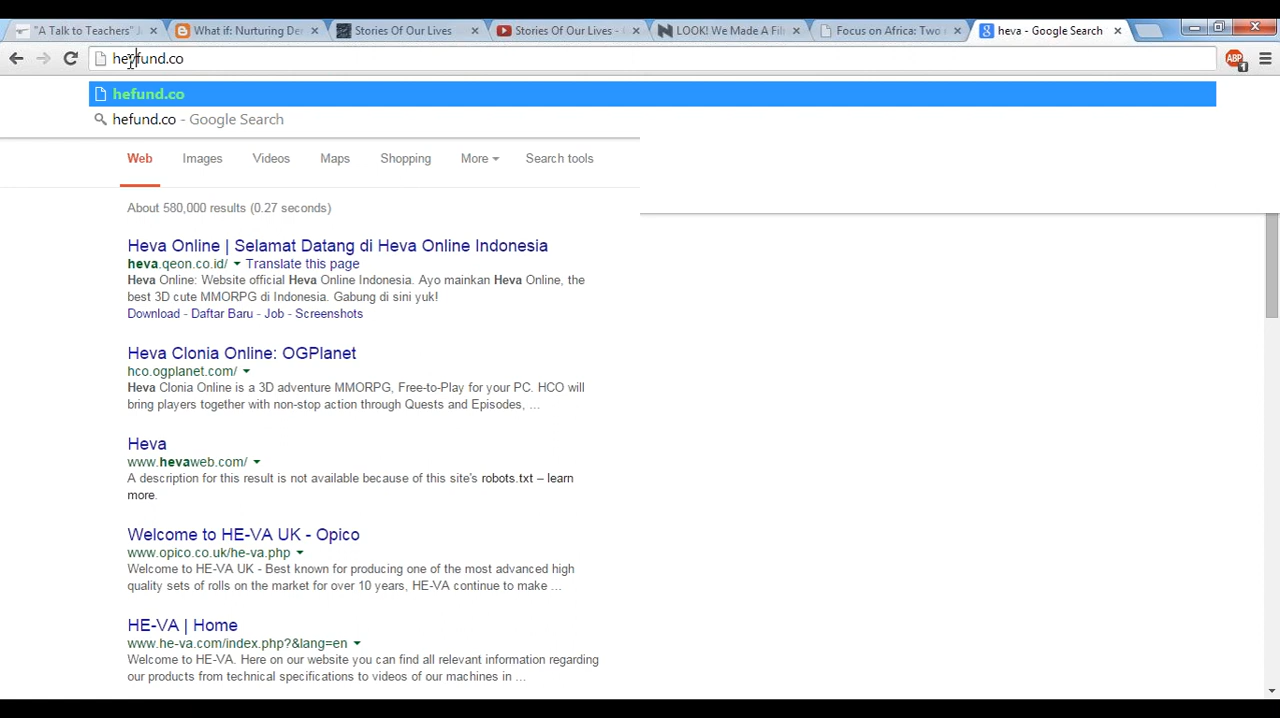 "A Talk to Teachers" J
What if: Nurturing De
Stories Of Our Lives
Stories Of Our Lives -
LOOK! We Made A Fil
Focus on Africa: Two
heva - Google Search
hefund.co
ABP
1
hefund.co
hefund.co - Google Search
Web
Images
Videos
Maps
Shopping
More
Search tools
About 580,000 results (0.27 seconds)
Heva Online | Selamat Datang di Heva Online Indonesia
heva.qeon.co.id/ Translate this page
Heva Online: Website official Heva Online Indonesia. Ayo mainkan Heva Online, the
best 3D cute MMORPG di Indonesia. Gabung di sini yuk!
Download - Daftar Baru - Job - Screenshots
Heva Clonia Online: OGPlanet
hco.ogplanet.com/
Heva Clonia Online is a 3D adventure MMORPG, Free-to-Play for your PC. HCO will
bring players together with non-stop action through Quests and Episodes, ...
Heva
www.hevaweb.com/
A description for this result is not available because of this site's robots.txt – learn
more.
Welcome to HE-VA UK - Opico
www.opico.co.uk/he-va.php
Welcome to HE-VA UK - Best known for producing one of the most advanced high
quality sets of rolls on the market for over 10 years, HE-VA continue to make ...
HE-VA | Home
www.he-va.com/index.php?&lang=en
Welcome to HE-VA. Here on our website you can find all relevant information regarding
our products from technical specifications to videos of our machines in ...